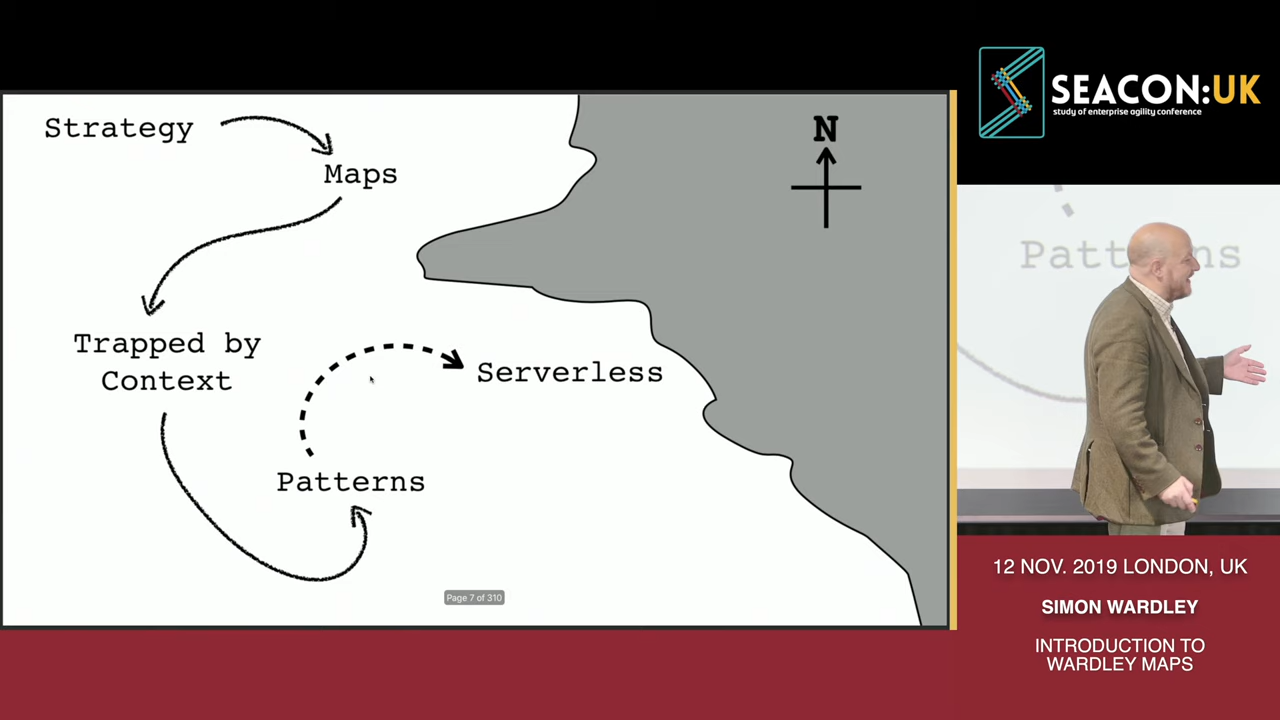 Strategy
Maps
Trapped by
Context
Patterns
Serverless
N
Page 7 of 310
SEACON:UK
study of enterprise agility conference
Patterns
12 NOV. 2019 LONDON, UK
SIMON WARDLEY
INTRODUCTION TO
WARDLEY MAPS